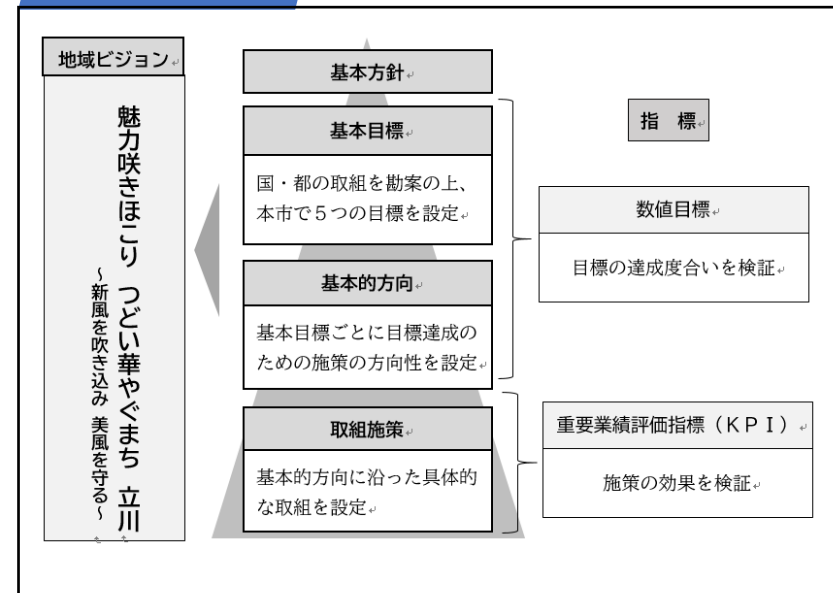 地域ビジョン
魅力咲きほこり つどい華やぐまち 立川
～新風を吹き込み 美風を守る～
基本方針
基本目標
国・都の取組を勘案の上、
本市で５つの目標を設定
基本的方向
基本目標ごとに目標達成の
ための施策の方向性を設定
取組施策
基本的方向に沿った具体的
な取組を設定
指　標
数値目標
目標の達成度合いを検証
重要業績評価指標（ＫＰＩ）
施策の効果を検証